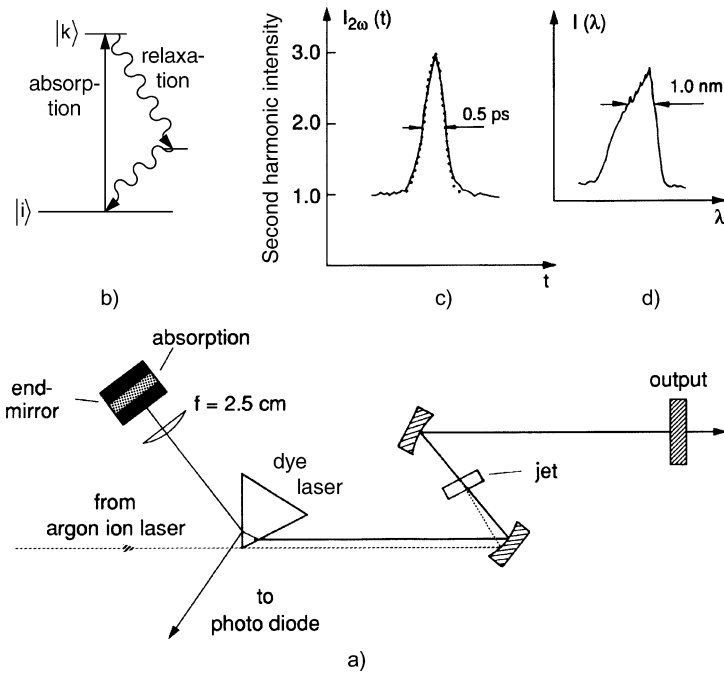 |k⟩
absorp-
tion
relaxa-
tion
|i⟩
b)
Second harmonic intensity
I₂ω (t)
3.0
2.0
1.0
0.5 ps
t
c)
I (λ)
1.0 nm
λ
d)
absorption
end-
mirror
f = 2.5 cm
dye
laser
from
argon ion laser
to
photo diode
jet
output
a)